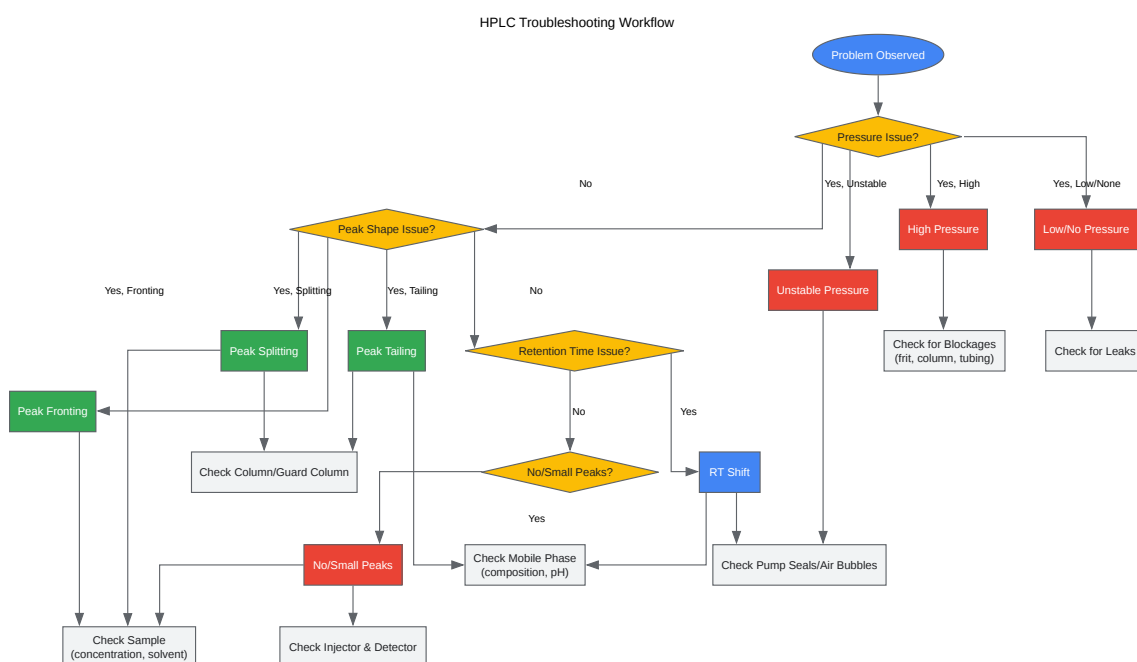 HPLC Troubleshooting Workflow
Problem Observed
Pressure Issue?
No
Yes, Unstable
Yes, High
Yes, Low/None
Peak Shape Issue?
High Pressure
Low/No Pressure
Yes, Fronting
Yes, Splitting
Yes, Tailing
No
Unstable Pressure
Peak Splitting
Peak Tailing
Retention Time Issue?
Check for Blockages
(frit, column, tubing)
Check for Leaks
Peak Fronting
No
Yes
Check Column/Guard Column
No/Small Peaks?
RT Shift
Yes
No/Small Peaks
Check Mobile Phase
(composition, pH)
Check Pump Seals/Air Bubbles
Check Sample
(concentration, solvent)
Check Injector & Detector